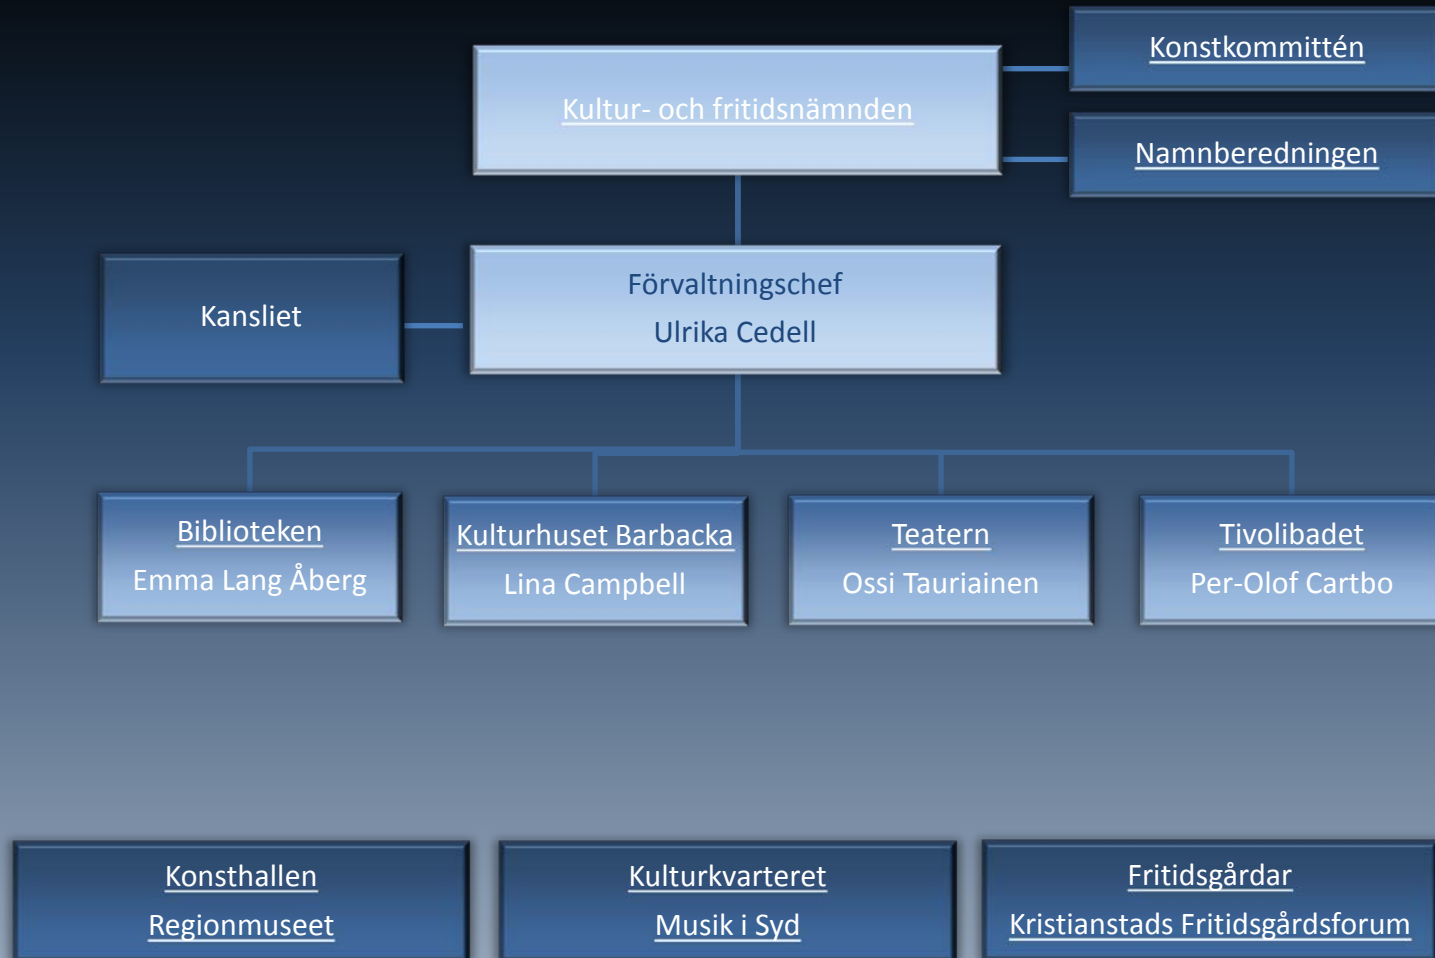 Konstkommittén
Kultur- och fritidsnämnden
Namnberedningen
Förvaltningschef
Ulrika Cedell
Kansliet
Biblioteken
Emma Lang Åberg
Kulturhuset Barbacka
Lina Campbell
Teatern
Ossi Tauriainen
Tivolibadet
Per-Olof Cartbo
Konsthallen
Regionmuseet
Kulturkvarteret
Musik i Syd
Fritidsgårdar
Kristianstads Fritidsgårdsforum